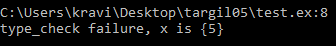 C:\Users\kravi\Desktop\targil05\test.ex:8
type_check failure, x is {5}